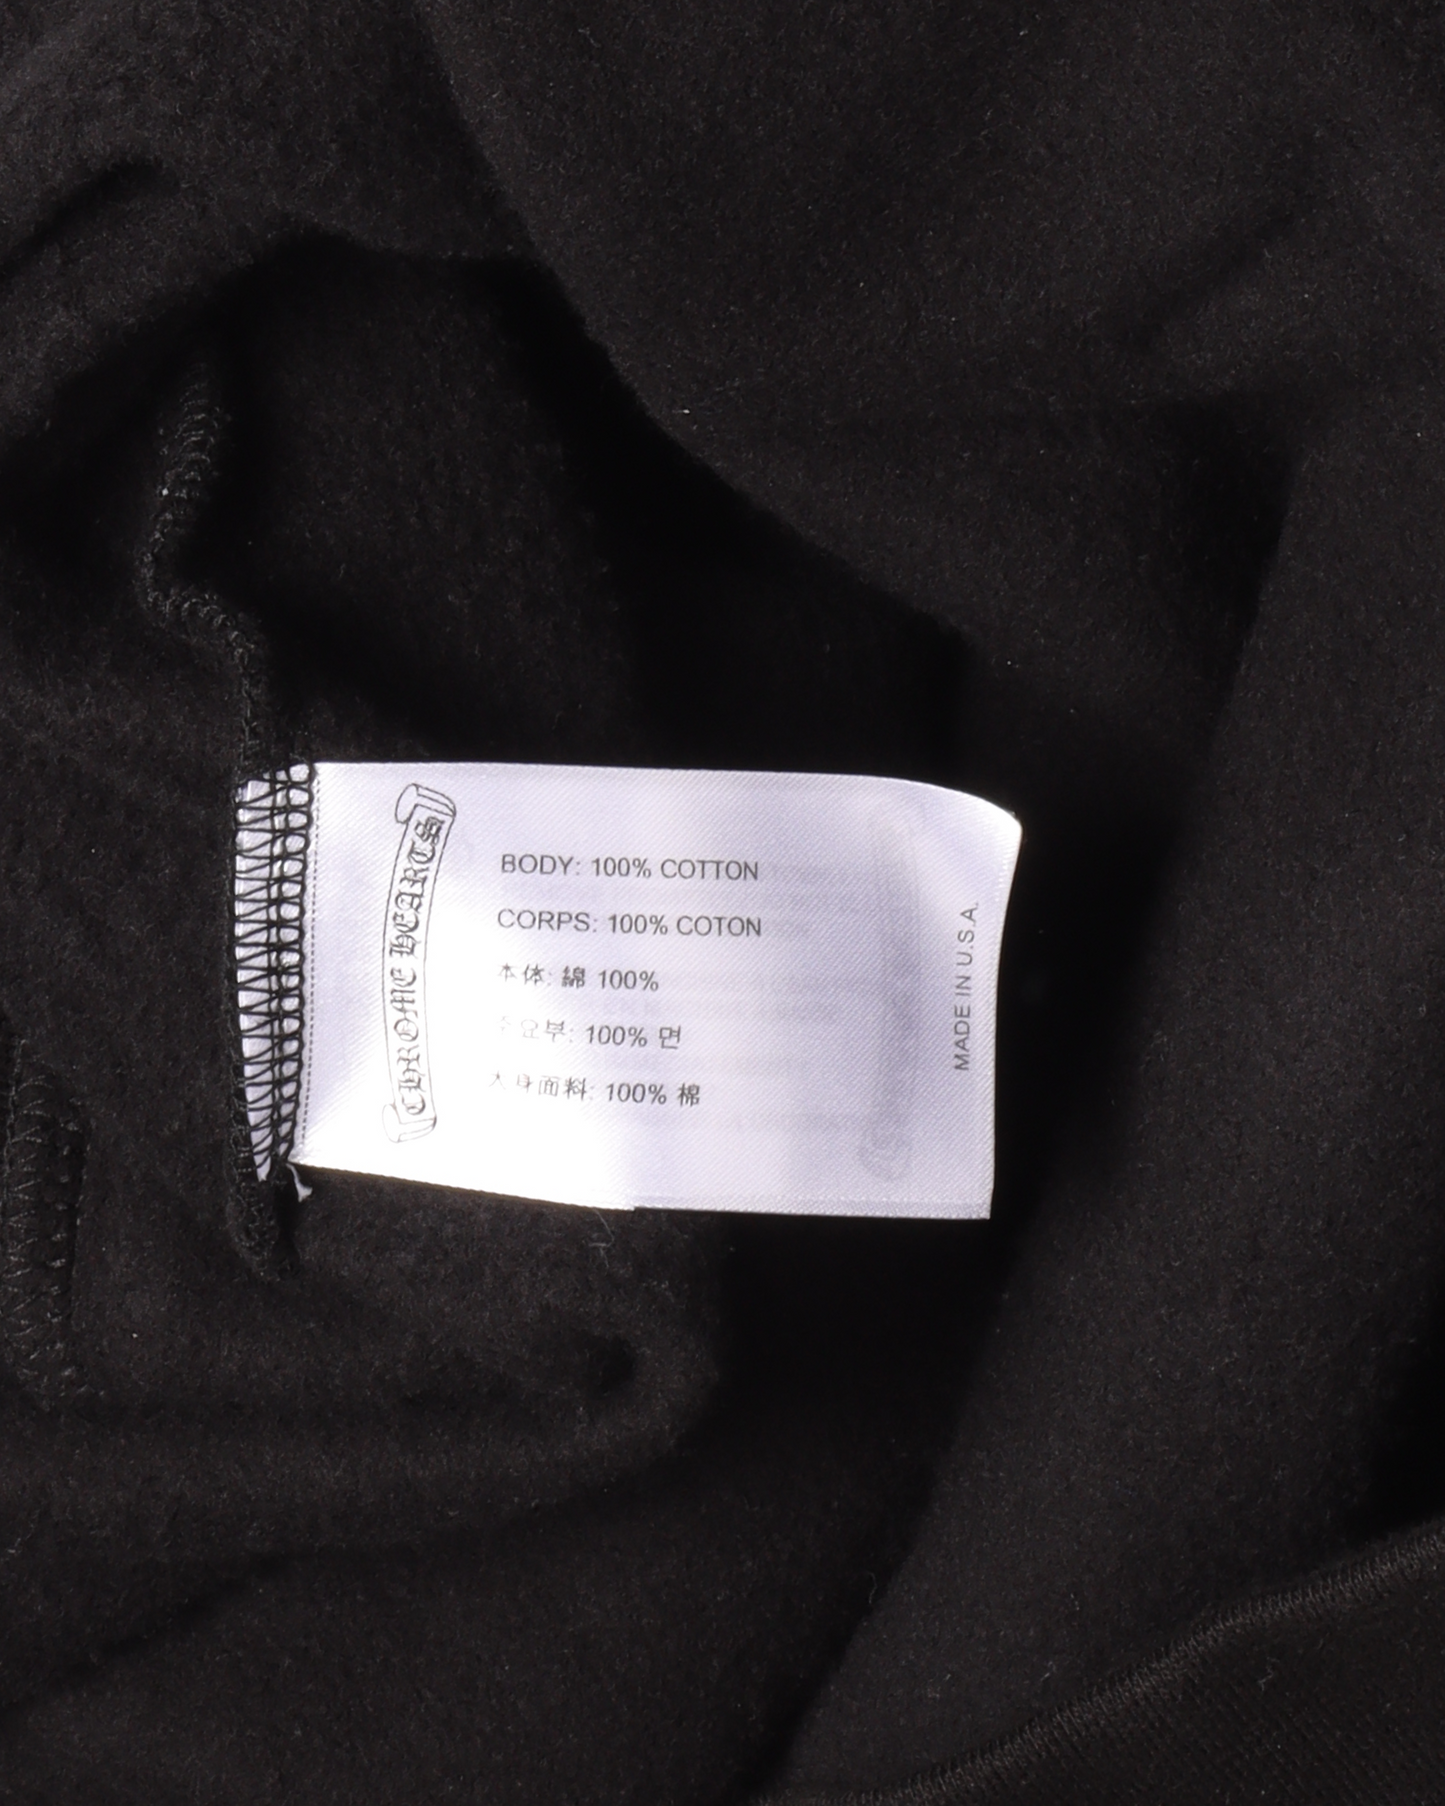 CHROME HEARTS
BODY: 100% COTTON
CORPS: 100% COTON
本体: 綿 100%
주요부: 100% 면
大身面料: 100% 棉
MADE IN U.S.A.